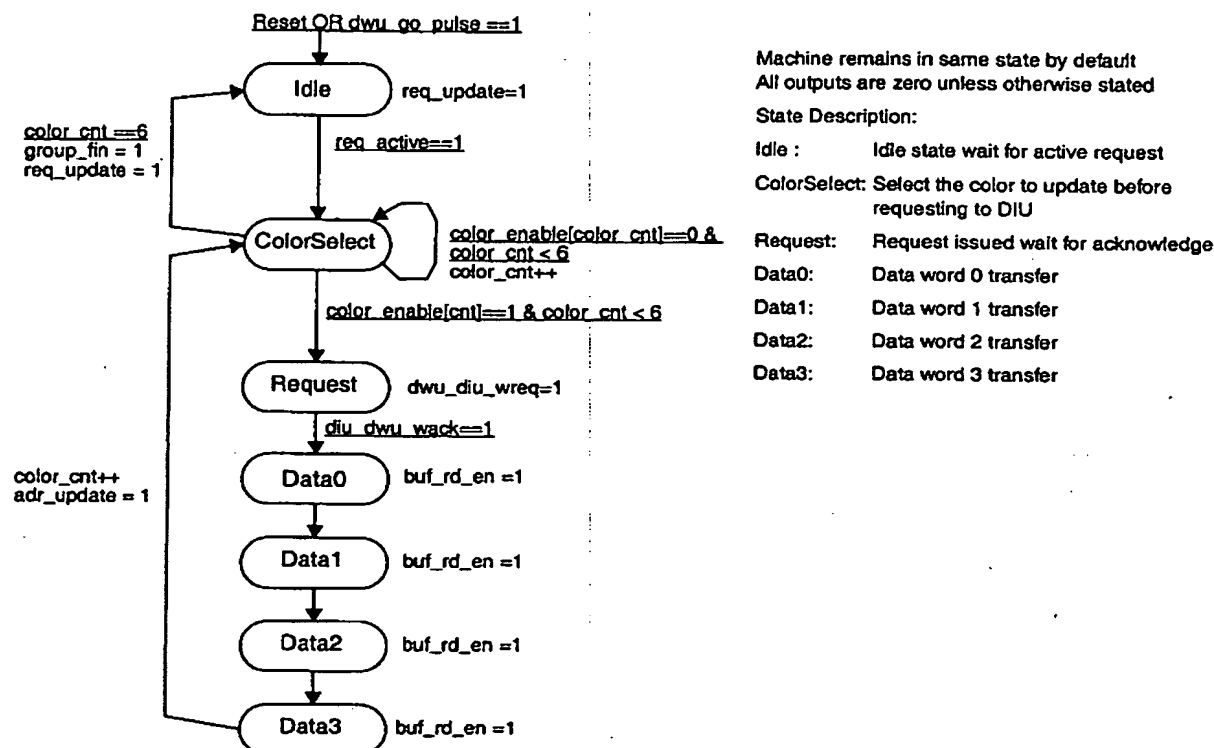 Reset OR dwu_go_pulse ==1
Idle
req_update=1
color_cnt ==6
group_fin = 1
req_update = 1
req_active==1
ColorSelect
color_enable[color_cnt]==0 &
color_cnt < 6
color_cnt++
color_enable[cnt]==1 & color_cnt < 6
Request
dwu_diu_wreq=1
diu_dwu_wack==1
color_cnt++
adr_update = 1
Data0
buf_rd_en =1
Data1
buf_rd_en =1
Data2
buf_rd_en =1
Data3
buf_rd_en =1
Machine remains in same state by default
All outputs are zero unless otherwise stated
State Description:
Idle : Idle state wait for active request
ColorSelect: Select the color to update before
requesting to DIU
Request: Request issued wait for acknowledge
Data0: Data word 0 transfer
Data1: Data word 1 transfer
Data2: Data word 2 transfer
Data3: Data word 3 transfer